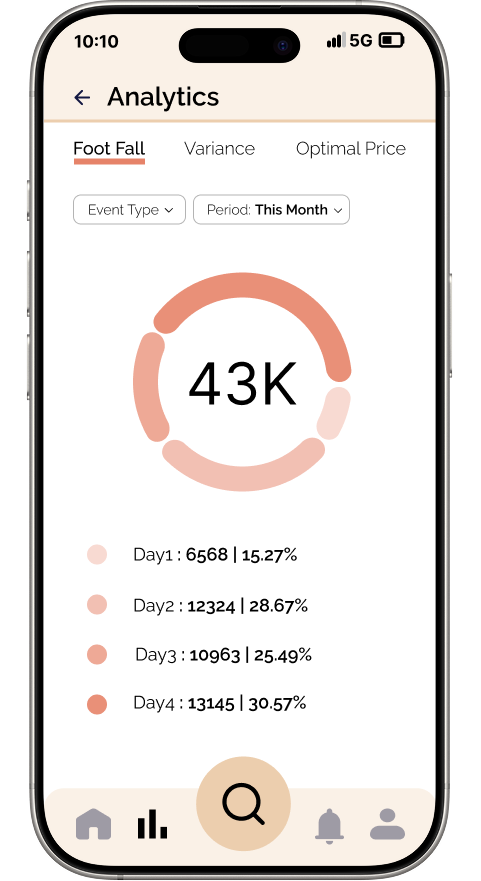 10:10 5G
Analytics
Foot Fall Variance Optimal Price
Event Type Period: This Month
43K
Day1 : 6568 | 15.27%
Day2 : 12324 | 28.67%
Day3 : 10963 | 25.49%
Day4 : 13145 | 30.57%